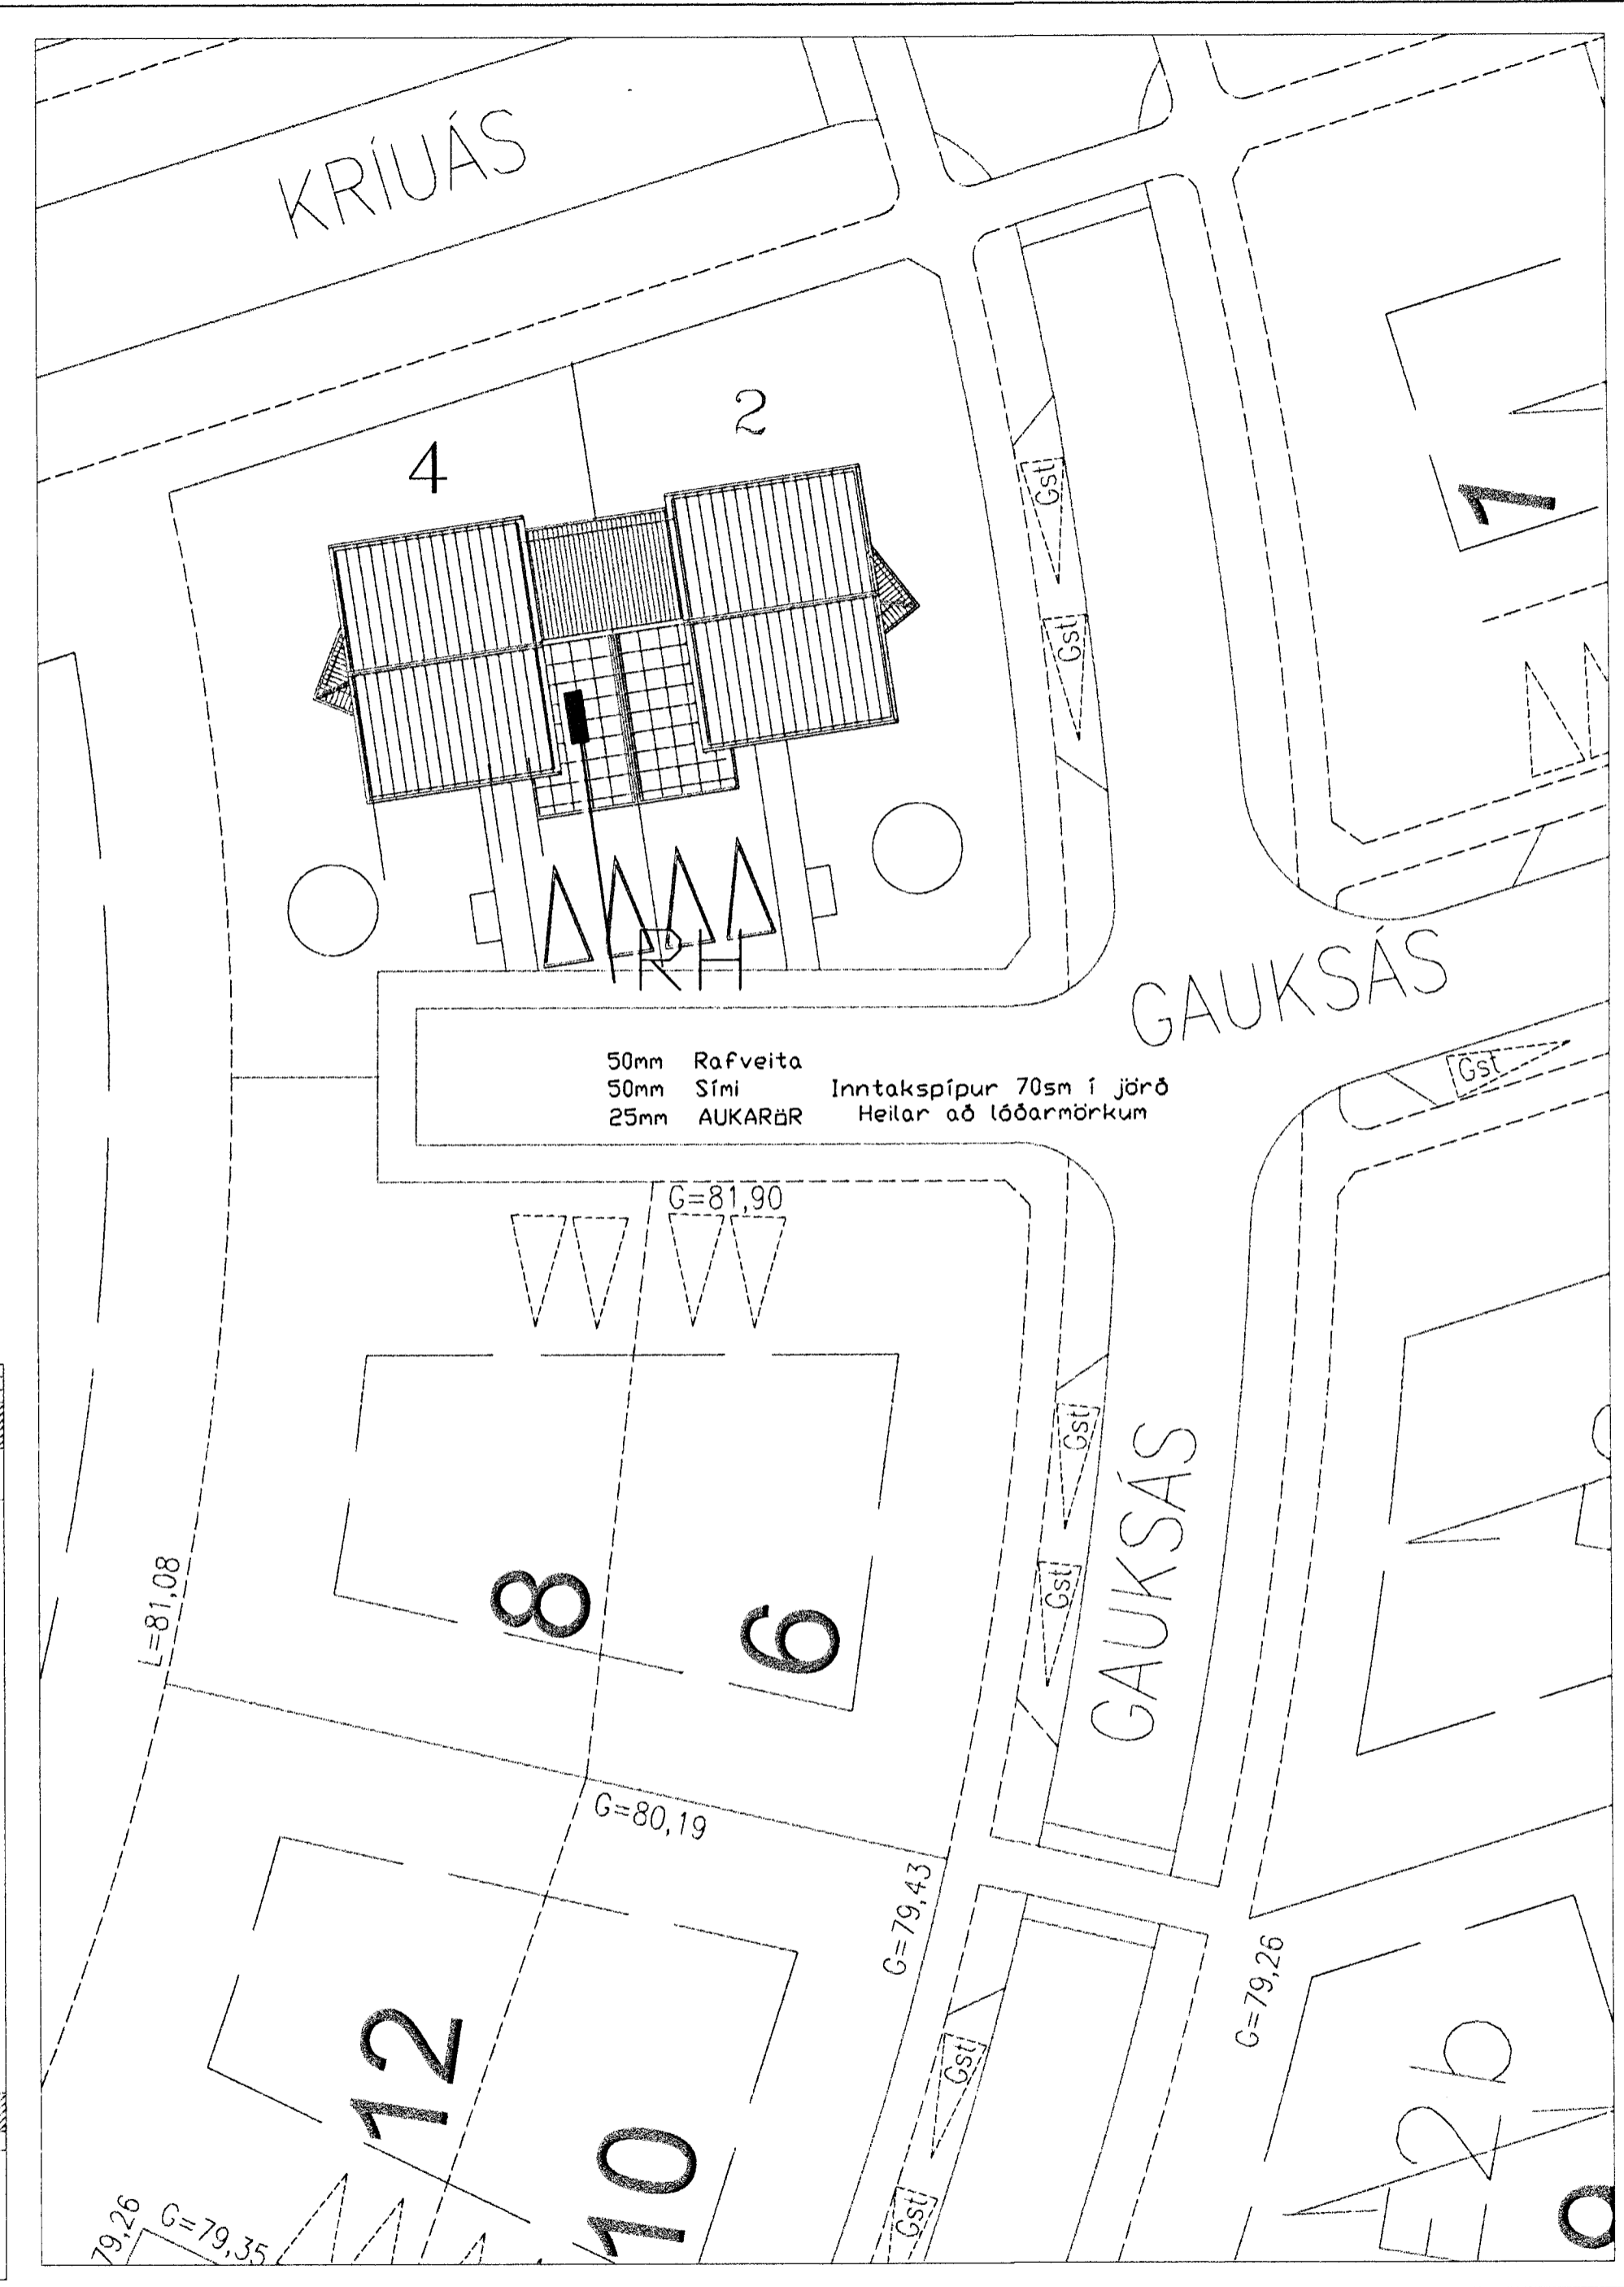 KRÍUÁS
2
4
Gst
1
Gst
RH
GAUKSÁS
50mm Rafveita
50mm Sími Inntakspípur 70sm í jörð
25mm AUKARÖR Heilar að lóðarmörkum
Gst
G=81,90
Gst
GAUKSÁS
L=81,08
Gst
8
6
G=80,19
G=79,43
G=79,26
12
Gst
2b
10
Gst
79,26
G=79,35